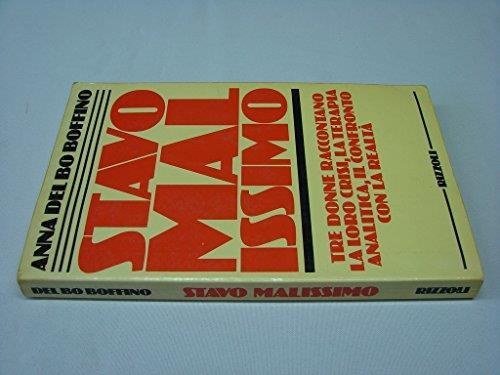 ANNA DEL BO BOFFINO
STAVO
MAL
ISSIMO
TRE DONNE RACCONTANO
LA LORO CRISI, LA TERAPIA
ANALITICA, IL CONFRONTO
CON LA REALTÀ
RIZZOLI
DEL BO BOFFINO STAVO MALISSIMO RIZZOLI